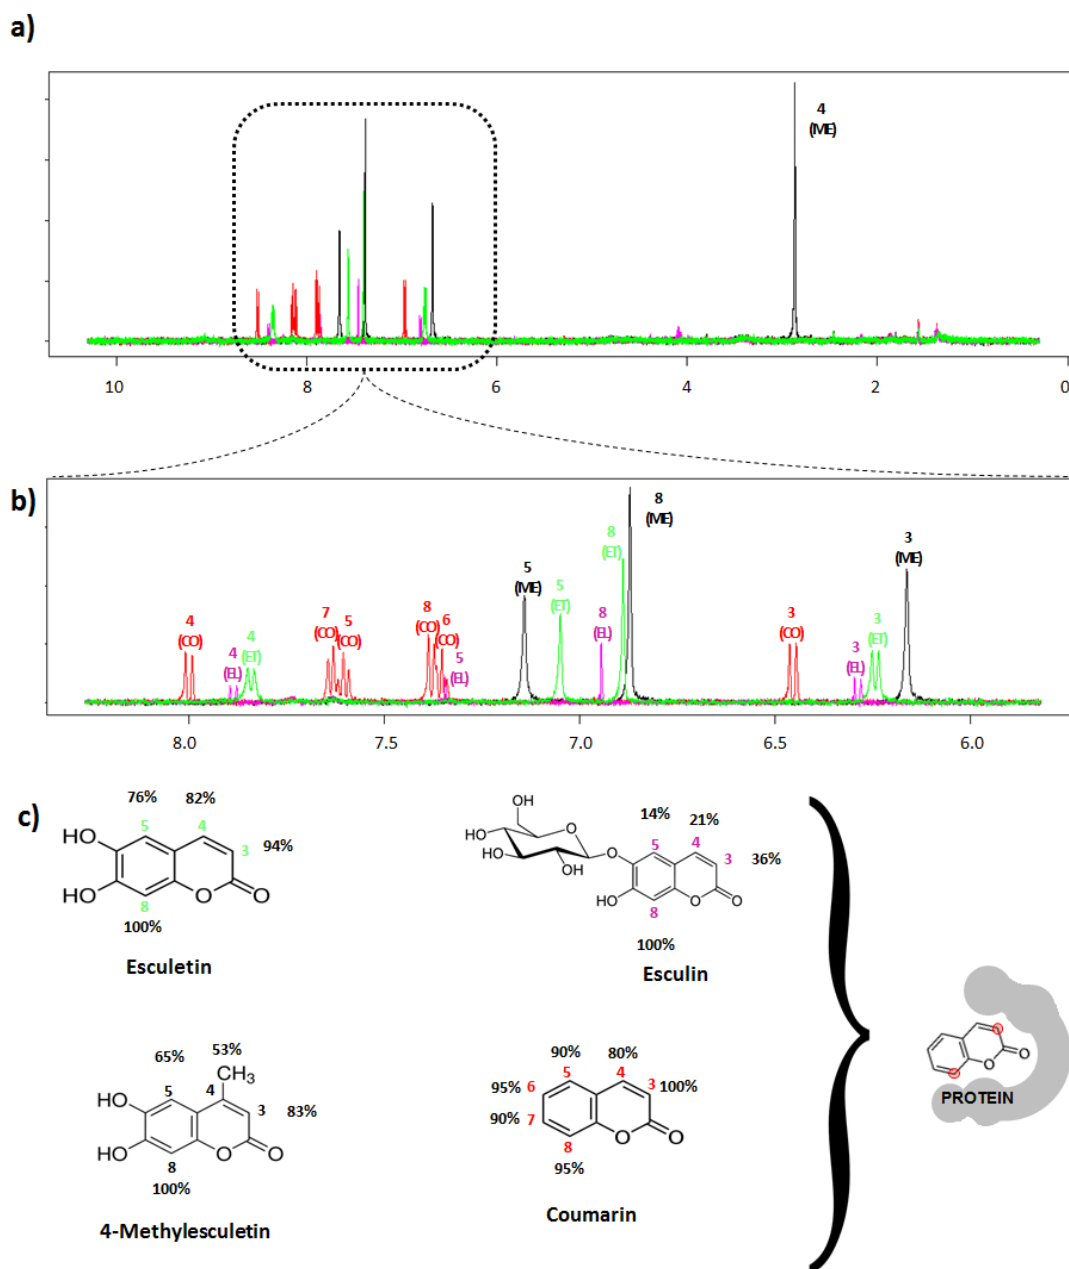 a)
4
(ME)
10 8 6 4 2 0
b)
8
(ME)
8
(ET)
3
(ME)
5
(ME)
5
(ET)
8
(EL)
4
(CO)
7
(CO)
5
(CO)
8
(CO)
6
(CO)
3
(CO)
4
(EL)
4
(ET)
5
(EL)
3
(EL)
3
(ET)
8.0 7.5 7.0 6.5 6.0
c)
76% 82%
5 4
HO
3 94%
HO O O
8
100%
Esculetin
OH
14% 21%
HO O
5 4
HO O 3 36%
OH
HO O O
8
100%
Esculin
65% 53%
CH3
5 4
HO 3 83%
HO O O
8
100%
4-Methylesculetin
90% 80%
5 4
95% 6 3 100%
90% 7
O O
8
95%
Coumarin
O O
PROTEIN